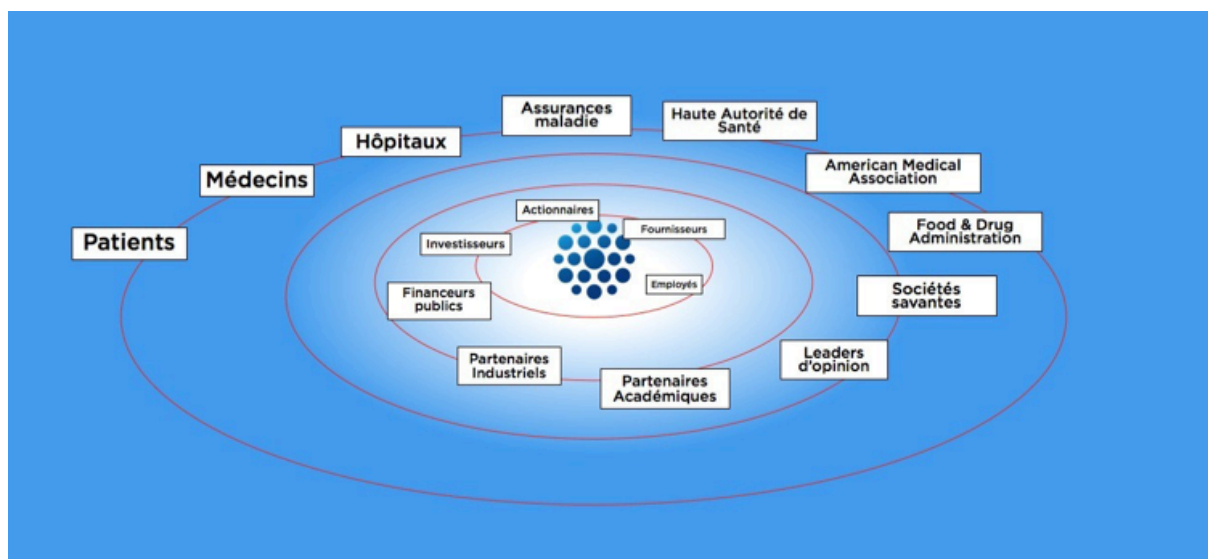 Assurances
maladie
Haute Autorité de
Santé
Hôpitaux
American Medical
Association
Médecins
Patients
Food & Drug
Administration
Actionnaires
Fournisseurs
Investisseurs
Employés
Financeurs
publics
Sociétés
savantes
Partenaires
Industriels
Leaders
d'opinion
Partenaires
Académiques